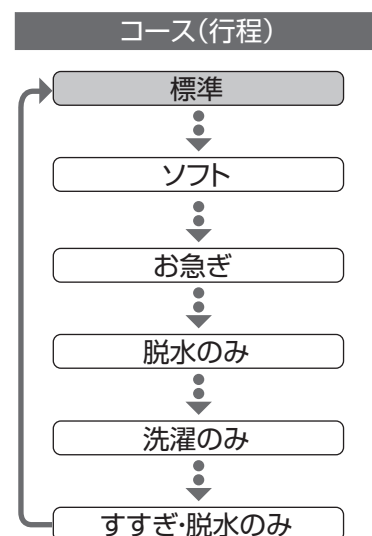 コース（行程）
標準
ソフト
お急ぎ
脱水のみ
洗濯のみ
すすぎ・脱水のみ